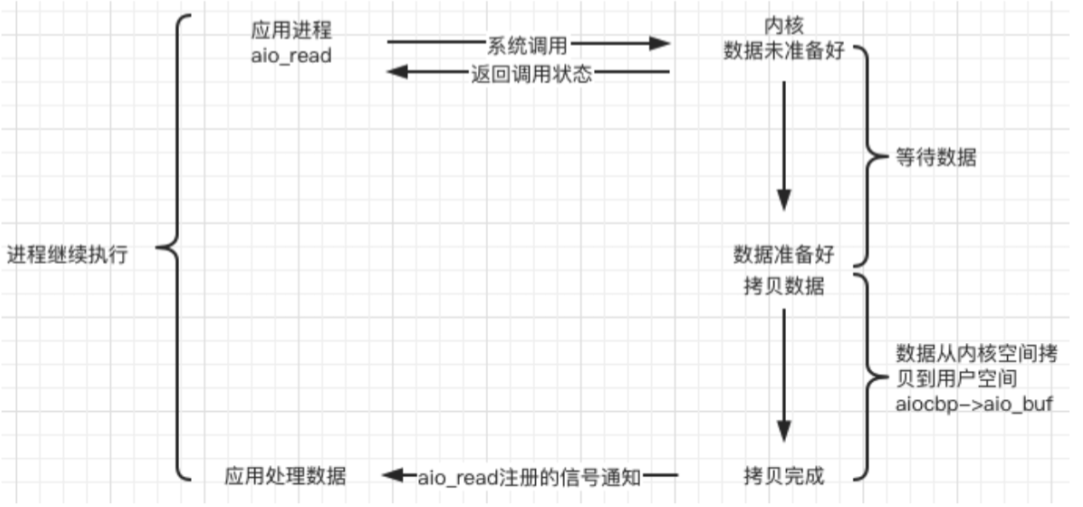 应用进程
aio_read
系统调用
返回调用状态
内核
数据未准备好
等待数据
进程继续执行
数据准备好
拷贝数据
数据从内核空间拷
贝到用户空间
aiocbp->aio_buf
应用处理数据
aio_read注册的信号通知
拷贝完成